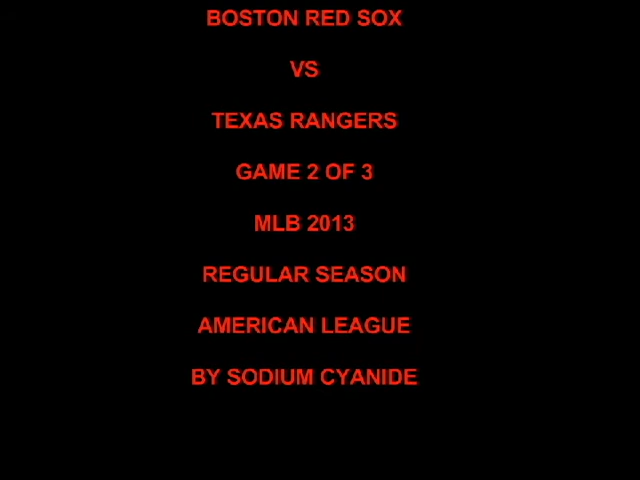 BOSTON RED SOX
VS
TEXAS RANGERS
GAME 2 OF 3
MLB 2013
REGULAR SEASON
AMERICAN LEAGUE
BY SODIUM CYANIDE